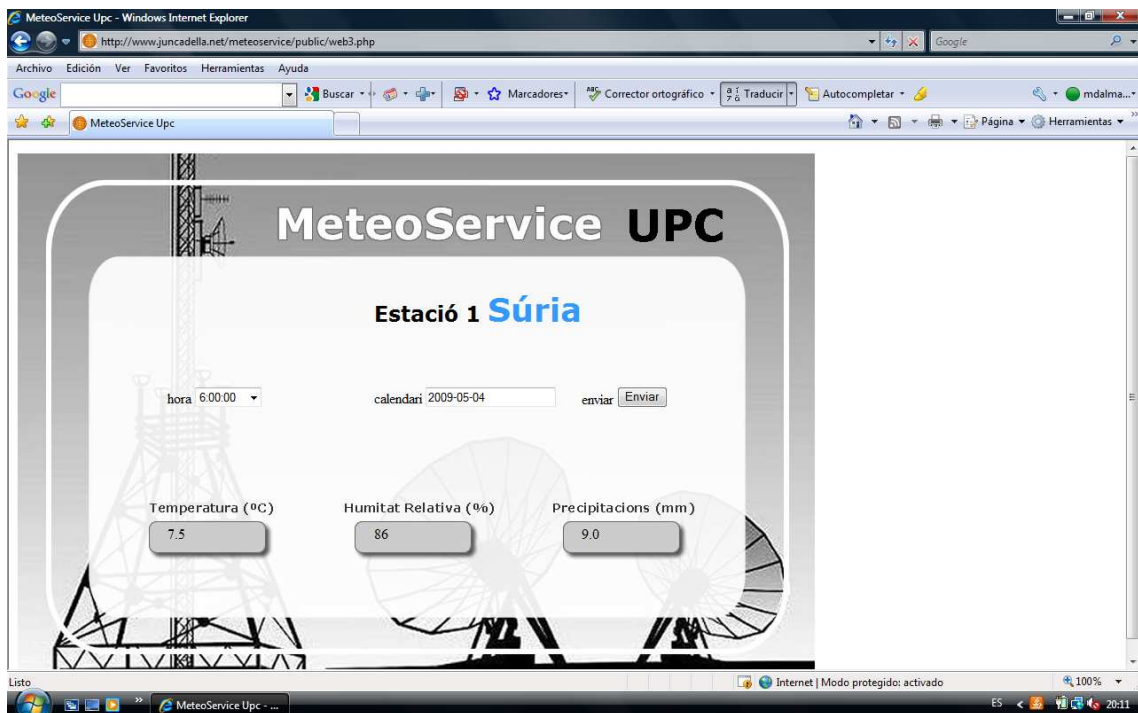 MeteoService Upc - Windows Internet Explorer
http://www.juncadella.net/meteoservice/public/web3.php
Google
Archivo Edición Ver Favoritos Herramientas Ayuda
Google Buscar Marcadores Corrector ortográfico Traducir Autocompletar mdalma...
MeteoService Upc Página Herramientas
MeteoService UPC
Estació 1 Súria
hora 6:00:00 calendari 2009-05-04 enviar Enviar
Temperatura (ºC) Humitat Relativa (%) Precipitacions (mm)
7.5 86 9.0
Listo Internet | Modo protegido: activado 100%
MeteoService Upc - ... ES 20:11